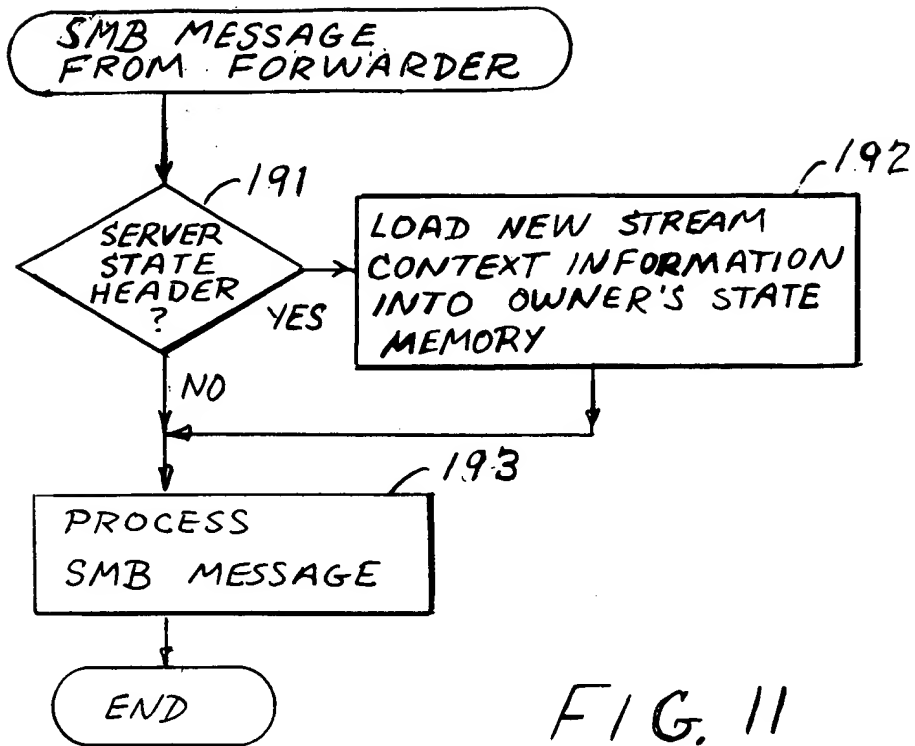 SMB MESSAGE
FROM FORWARDER
191
SERVER
STATE
HEADER
?
YES
NO
192
LOAD NEW STREAM
CONTEXT INFORMATION
INTO OWNER'S STATE
MEMORY
193
PROCESS
SMB MESSAGE
END
FIG. 11